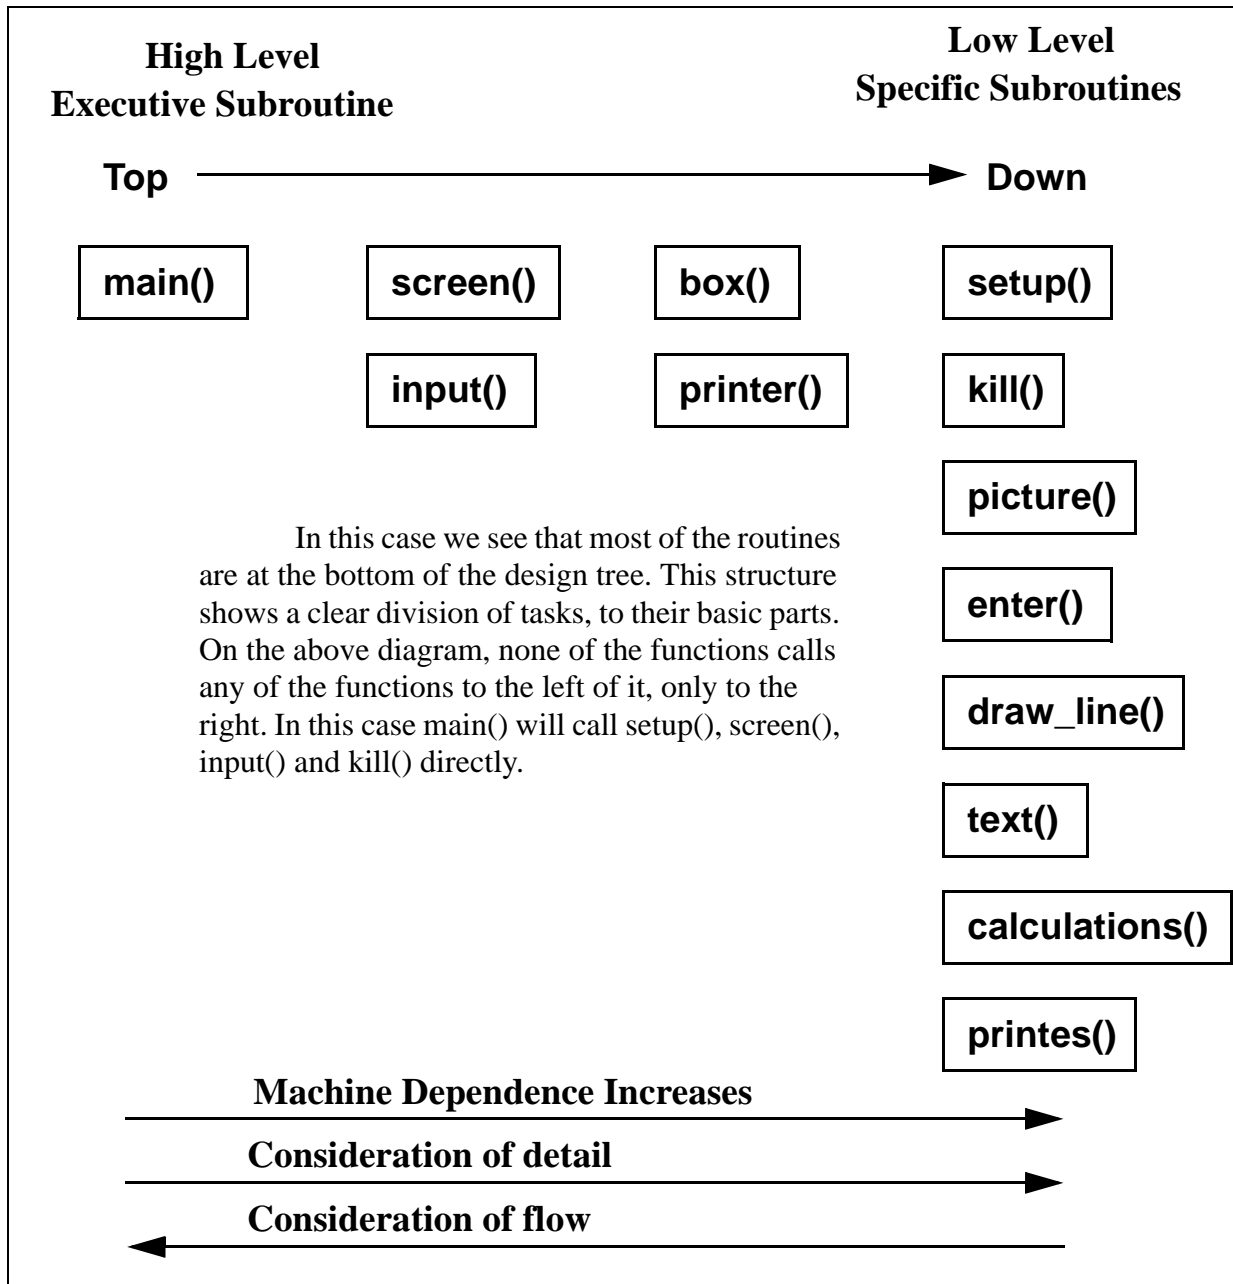 High Level
Executive Subroutine
Low Level
Specific Subroutines
Top
Down
main()
screen()
box()
setup()
input()
printer()
kill()
picture()
enter()
draw_line()
text()
calculations()
printes()
In this case we see that most of the routines
are at the bottom of the design tree. This structure
shows a clear division of tasks, to their basic parts.
On the above diagram, none of the functions calls
any of the functions to the left of it, only to the
right. In this case main() will call setup(), screen(),
input() and kill() directly.
Machine Dependence Increases
Consideration of detail
Consideration of flow